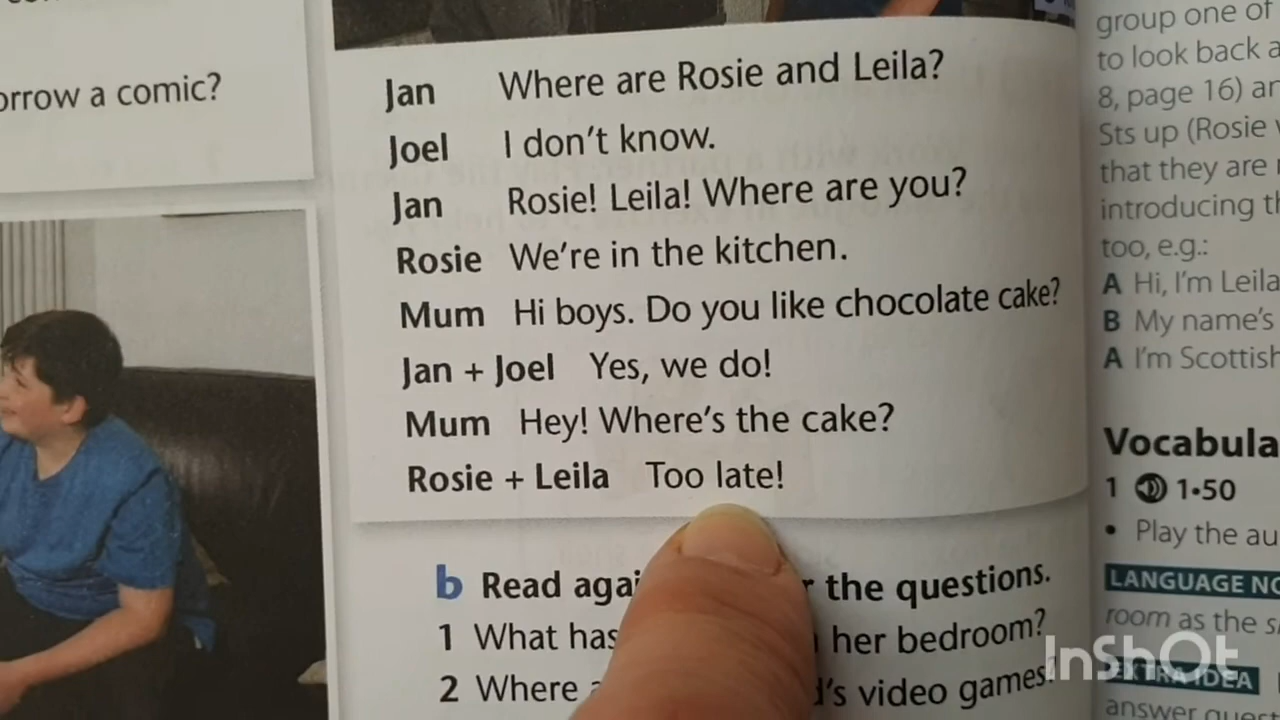 orrow a comic?
Jan Where are Rosie and Leila?
Joel I don't know.
Jan Rosie! Leila! Where are you?
Rosie We're in the kitchen.
Mum Hi boys. Do you like chocolate cake?
Jan + Joel Yes, we do!
Mum Hey! Where's the cake?
Rosie + Leila Too late!
b Read agai the questions.
1 What has her bedroom?
2 Where 's video games?
group one of
to look back a
8, page 16) an
Sts up (Rosie
that they are
introducing th
too, e.g.:
A Hi, I'm Leila
B My name's
A I'm Scottish
Vocabula
1 1•50
• Play the au
LANGUAGE NO
room as the s
EXTRA IDEA
answer quest
InShOt